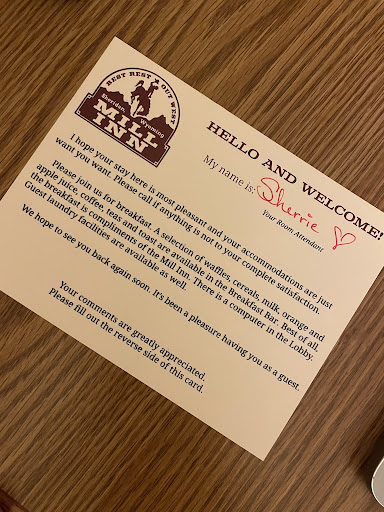 BEST REST OUT WEST
Sheridan, Wyoming
MILL
INN
HELLO AND WELCOME!
My name is: Sherrie
Your Room Attendant
I hope your stay here is most pleasant and your accommodations are just
want you want. Please call if anything is not to your complete satisfaction.
Please join us for breakfast. A selection of waffles, cereals, milk, orange and
apple juice, coffee, teas and toast are available in the Breakfast Bar. Best of all,
the breakfast is compliments of the Mill Inn. There is a computer in the Lobby.
Guest laundry facilities are available as well.
We hope to see you back again soon. It's been a pleasure having you as a guest.
Your comments are greatly appreciated.
Please fill out the reverse side of this card.